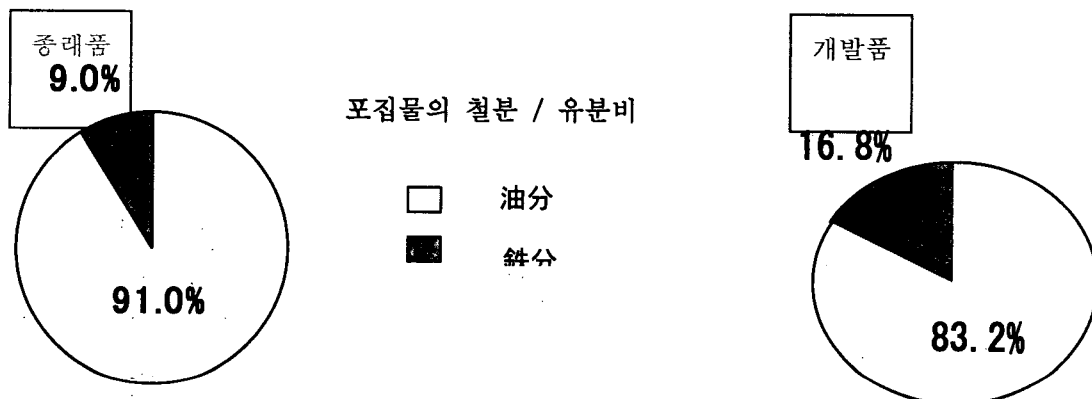 종래품
9.0%
91.0%
포집물의 철분 / 유분비
油分
鉄分
개발품
16.8%
83.2%